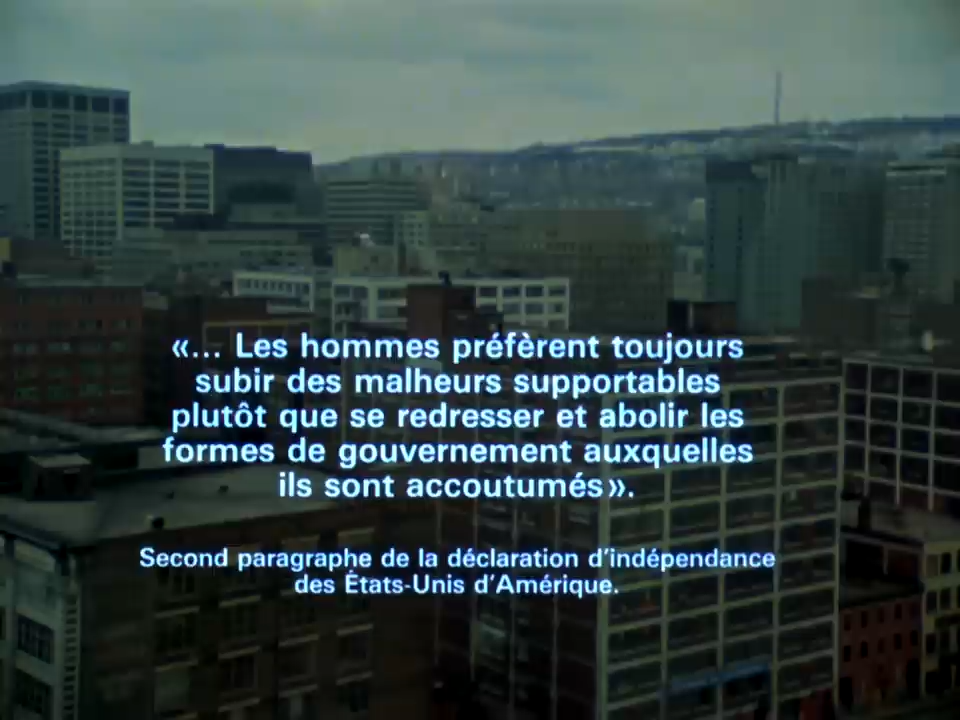 «... Les hommes préfèrent toujours
subir des malheurs supportables
plutôt que se redresser et abolir les
formes de gouvernement auxquelles
ils sont accoutumés».
Second paragraphe de la déclaration d'indépendance
des États-Unis d'Amérique.